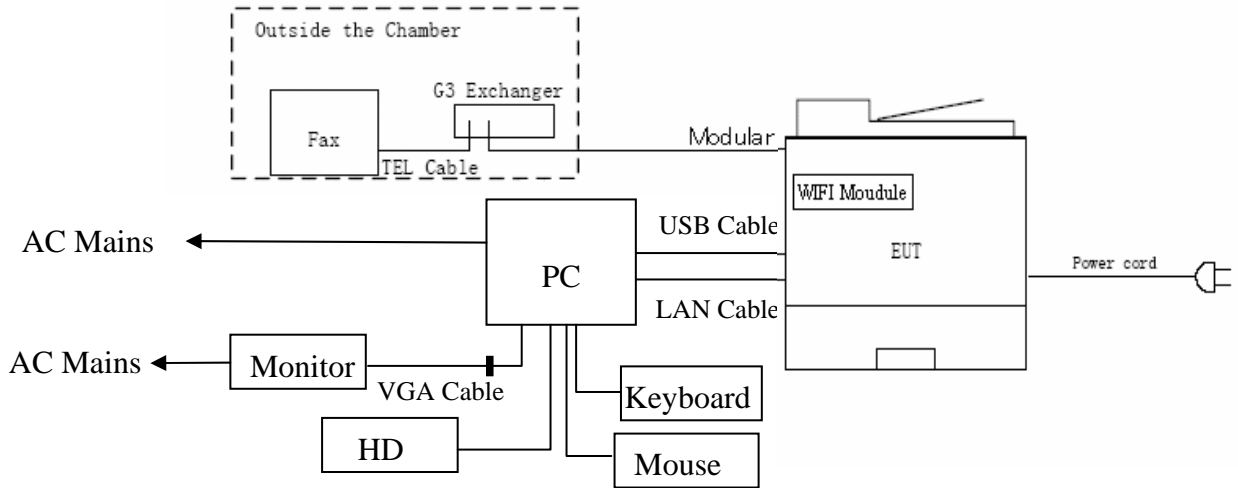 Outside the Chamber
G3 Exchanger
Fax
TEL Cable
Modular
WIFI Moudule
USB Cable
AC Mains
PC
EUT
Power cord
LAN Cable
AC Mains
Monitor
VGA Cable
Keyboard
HD
Mouse